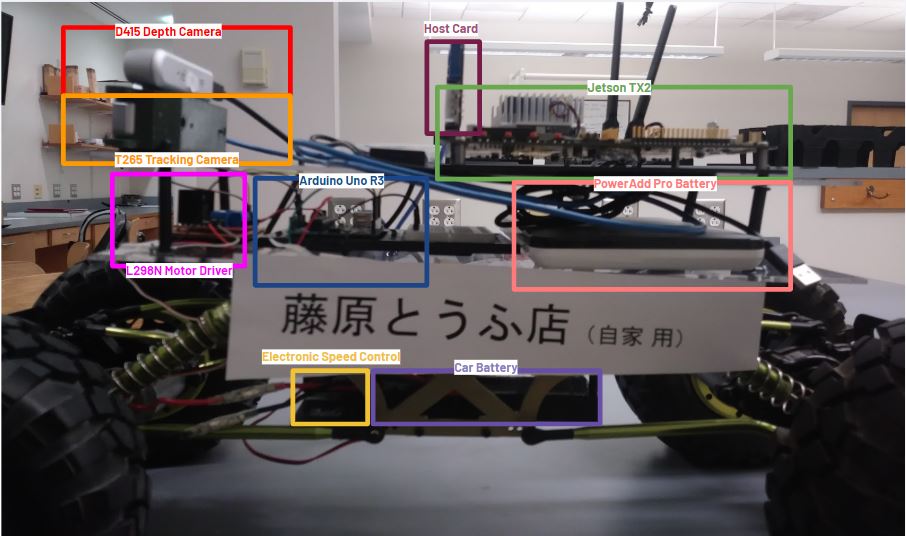 D415 Depth Camera
Host Card
Jetson TX2
T265 Tracking Camera
Arduino Uno R3
PowerAdd Pro Battery
L298N Motor Driver
藤原とうふ店（自家 用）
Electronic Speed Control
Car Battery